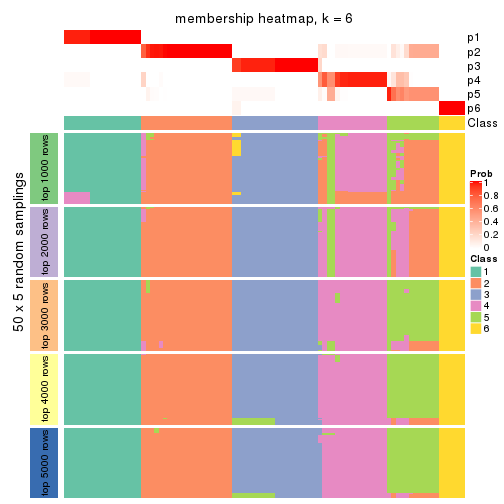 membership heatmap, k = 6
p1
p2
p3
p4
p5
p6
Class
50 x 5 random samplings
top 1000 rows
top 2000 rows
top 3000 rows
top 4000 rows
top 5000 rows
Prob
1
0.8
0.6
0.4
0.2
0
Class
1
2
3
4
5
6